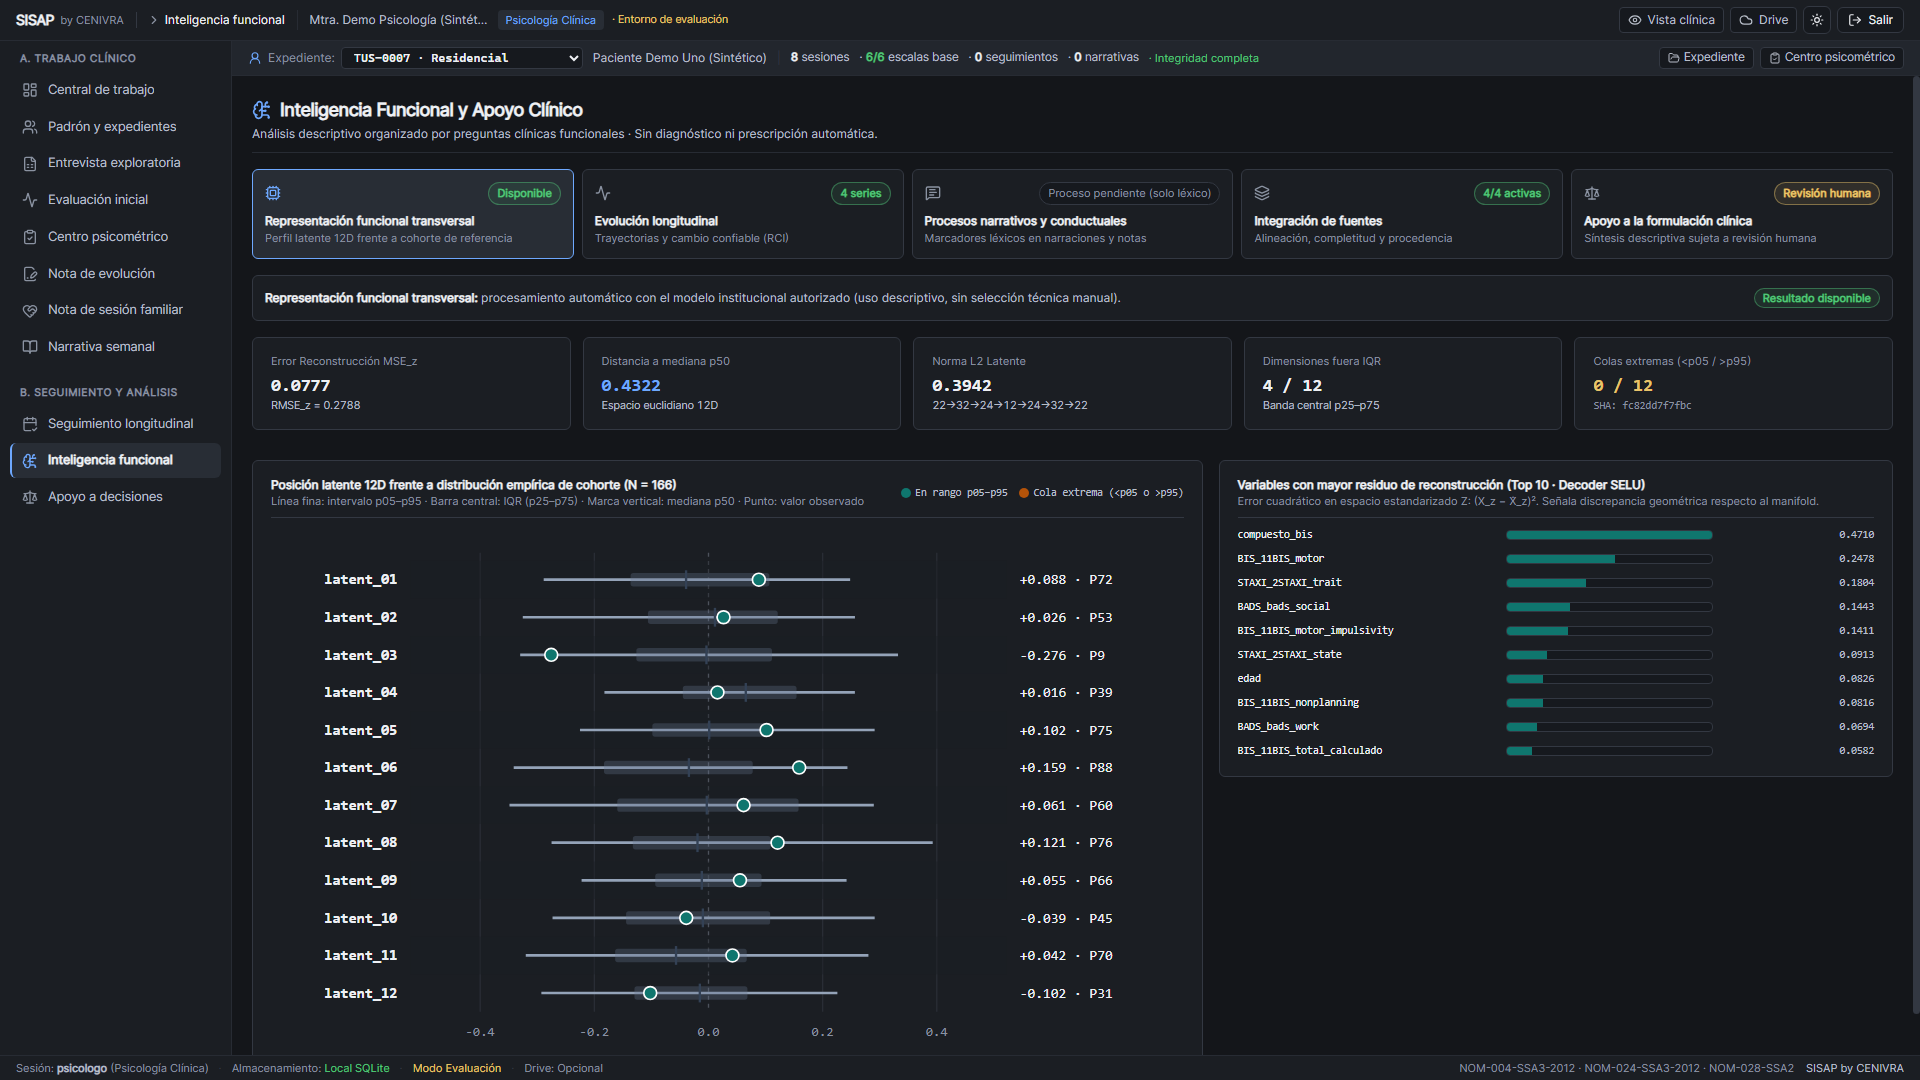 SISAP by CENIVRA
Inteligencia funcional
Mtra. Demo Psicología (Sintét...
Psicología Clínica
· Entorno de evaluación
Vista clínica
Drive
Salir
A. TRABAJO CLÍNICO
Central de trabajo
Padrón y expedientes
Entrevista exploratoria
Evaluación inicial
Centro psicométrico
Nota de evolución
Nota de sesión familiar
Narrativa semanal
B. SEGUIMIENTO Y ANÁLISIS
Seguimiento longitudinal
Inteligencia funcional
Apoyo a decisiones
Expediente: TUS-0007 · Residencial
Paciente Demo Uno (Sintético)
8 sesiones · 6/6 escalas base · 0 seguimientos · 0 narrativas · Integridad completa
Expediente
Centro psicométrico
Inteligencia Funcional y Apoyo Clínico
Análisis descriptivo organizado por preguntas clínicas funcionales · Sin diagnóstico ni prescripción automática.
Disponible
Representación funcional transversal
Perfil latente 12D frente a cohorte de referencia
4 series
Evolución longitudinal
Trayectorias y cambio confiable (RCI)
Proceso pendiente (solo léxico)
Procesos narrativos y conductuales
Marcadores léxicos en narraciones y notas
4/4 activas
Integración de fuentes
Alineación, completitud y procedencia
Revisión humana
Apoyo a la formulación clínica
Síntesis descriptiva sujeta a revisión humana
Representación funcional transversal: procesamiento automático con el modelo institucional autorizado (uso descriptivo, sin selección técnica manual).
Resultado disponible
Error Reconstrucción MSE_z
0.0777
RMSE_z = 0.2788
Distancia a mediana p50
0.4322
Espacio euclidiano 12D
Norma L2 Latente
0.3942
22→32→24→12→24→32→22
Dimensiones fuera IQR
4 / 12
Banda central p25–p75
Colas extremas (<p05 / >p95)
0 / 12
SHA: fc82dd7f7fbc
Posición latente 12D frente a distribución empírica de cohorte (N = 166)
Línea fina: intervalo p05–p95 · Barra central: IQR (p25–p75) · Marca vertical: mediana p50 · Punto: valor observado
En rango p05–p95
Cola extrema (<p05 o >p95)
latent_01 +0.088 · P72
latent_02 +0.026 · P53
latent_03 -0.276 · P9
latent_04 +0.016 · P39
latent_05 +0.102 · P75
latent_06 +0.159 · P88
latent_07 +0.061 · P60
latent_08 +0.121 · P76
latent_09 +0.055 · P66
latent_10 -0.039 · P45
latent_11 +0.042 · P70
latent_12 -0.102 · P31
-0.4 -0.2 0.0 0.2 0.4
Variables con mayor residuo de reconstrucción (Top 10 · Decoder SELU)
Error cuadrático en espacio estandarizado Z: (X_z − X̂_z)². Señala discrepancia geométrica respecto al manifold.
compuesto_bis 0.4710
BIS_11BIS_motor 0.2478
STAXI_2STAXI_trait 0.1804
BADS_bads_social 0.1443
BIS_11BIS_motor_impulsivity 0.1411
STAXI_2STAXI_state 0.0913
edad 0.0826
BIS_11BIS_nonplanning 0.0816
BADS_bads_work 0.0694
BIS_11BIS_total_calculado 0.0582
Sesión: psicologo (Psicología Clínica) · Almacenamiento: Local SQLite · Modo Evaluación · Drive: Opcional
NOM-004-SSA3-2012 · NOM-024-SSA3-2012 · NOM-028-SSA2 SISAP by CENIVRA